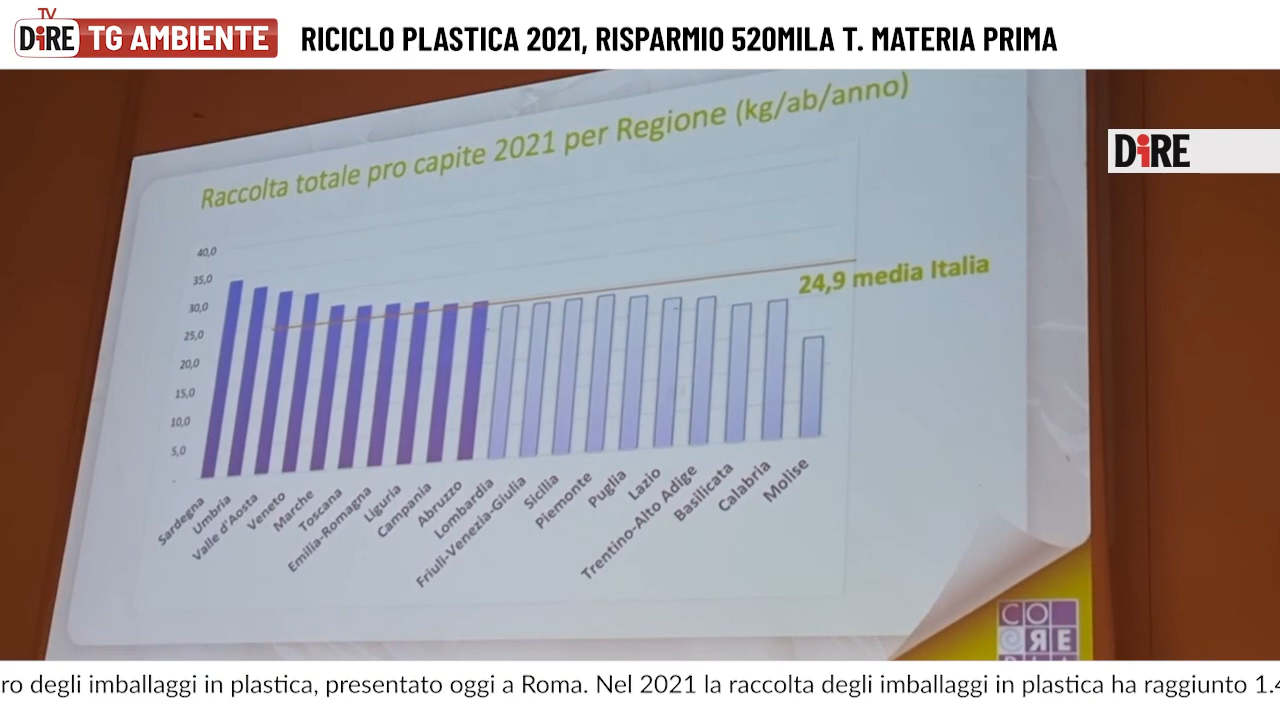 TV
DiRE TG AMBIENTE
RICICLO PLASTICA 2021, RISPARMIO 520MILA T. MATERIA PRIMA
DiRE
Raccolta totale pro capite 2021 per Regione (kg/ab/anno)
40,0
35,0
30,0
25,0
20,0
15,0
10,0
5,0
-
24,9 media Italia
Sardegna
Umbria
Valle d'Aosta
Veneto
Marche
Toscana
Emilia-Romagna
Liguria
Campania
Abruzzo
Lombardia
Friuli-Venezia-Giulia
Sicilia
Piemonte
Puglia
Lazio
Trentino-Alto Adige
Basilicata
Calabria
Molise
CO
RE
ro degli imballaggi in plastica, presentato oggi a Roma. Nel 2021 la raccolta degli imballaggi in plastica ha raggiunto 1.4